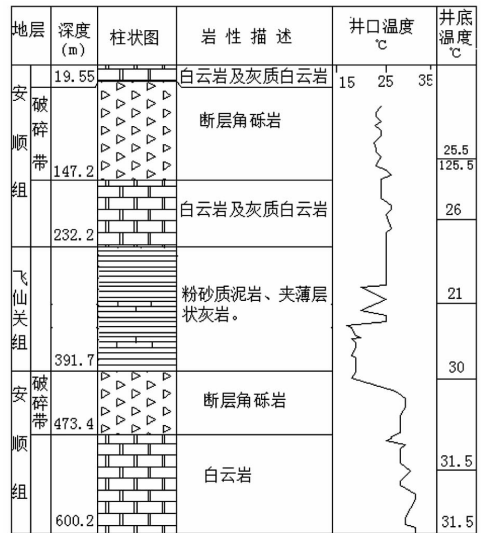 地层 深度 (m) 柱状图 岩性描述 井口温度 ℃ 井底温度 ℃
15 25 35
19.55 白云岩及灰质白云岩
安顺组 破碎带 断层角砾岩
147.2
25.5
125.5
白云岩及灰质白云岩
26
232.2
飞仙关组 粉砂质泥岩、夹薄层
状灰岩。
21
391.7
30
安顺组 破碎带 断层角砾岩
473.4
白云岩
31.5
600.2
31.5